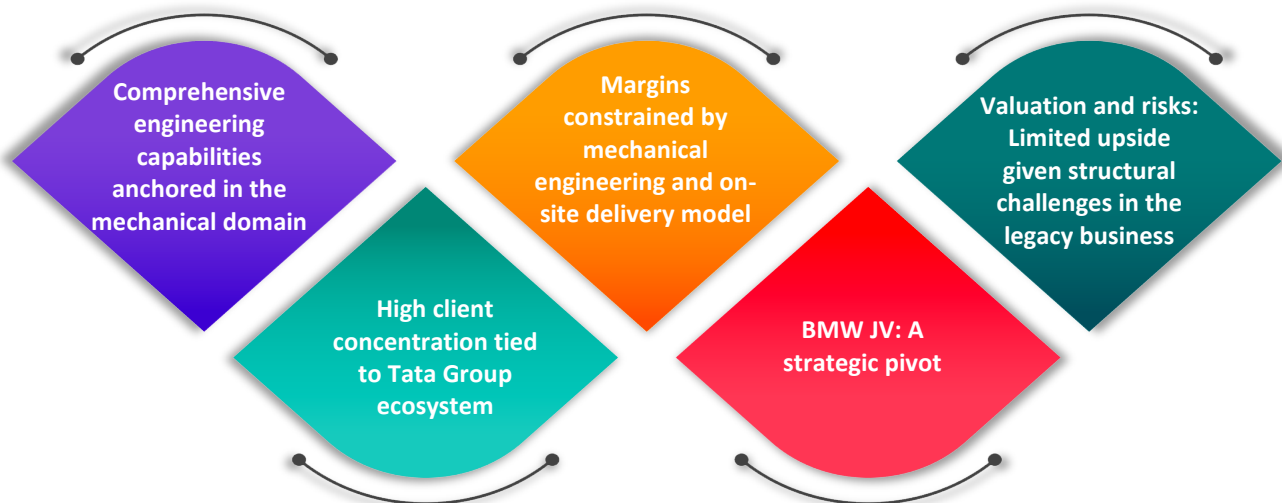 Comprehensive
engineering
capabilities
anchored in the
mechanical domain
High client
concentration tied
to Tata Group
ecosystem
Margins
constrained by
mechanical
engineering and on-
site delivery model
BMW JV: A
strategic pivot
Valuation and risks:
Limited upside
given structural
challenges in the
legacy business